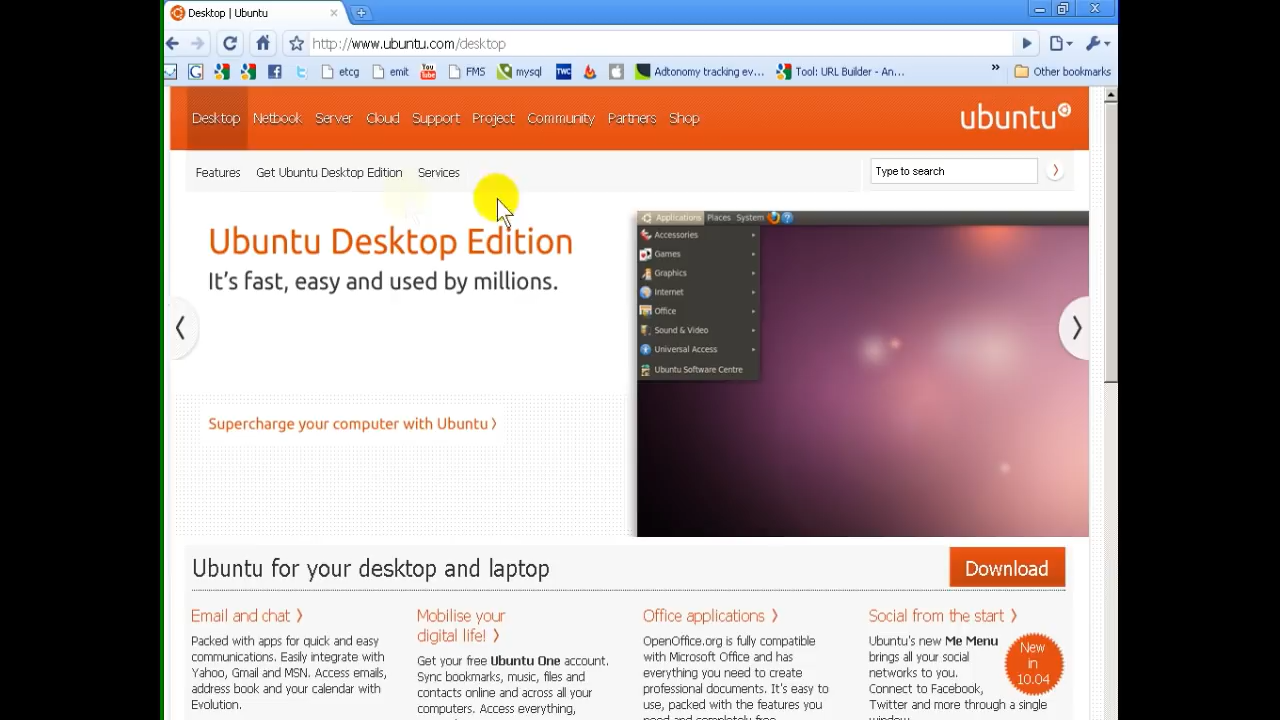 Desktop | Ubuntu
http://www.ubuntu.com/desktop
etcg emit You Tube FMS mysql TWC Adtonomy tracking ev... Tool: URL Builder - An... » Other bookmarks
Desktop Netbook Server Cloud Support Project Community Partners Shop ubuntu
Features Get Ubuntu Desktop Edition Services Type to search
Applications Places System
Accessories
Games
Graphics
Internet
Office
Sound & Video
Universal Access
Ubuntu Software Centre
Ubuntu Desktop Edition
It's fast, easy and used by millions.
Supercharge your computer with Ubuntu 〉
Ubuntu for your desktop and laptop Download
Email and chat 〉
Packed with apps for quick and easy
communications. Easily integrate with
Yahoo, Gmail and MSN. Access emails,
address book and your calendar with
Evolution.
Mobilise your
digital life! 〉
Get your free Ubuntu One account.
Sync bookmarks, music, files and
contacts online and across all your
computers. Access everything,
Office applications 〉
OpenOffice.org is fully compatible
with Microsoft Office and has
everything you need to create
professional documents. It's easy to
use, packed with the features you
need and completely free.
Social from the start 〉
Ubuntu's new Me Menu
brings all your social
networks to you.
Connect to Facebook,
Twitter and more through a single
window.
New
in
10.04